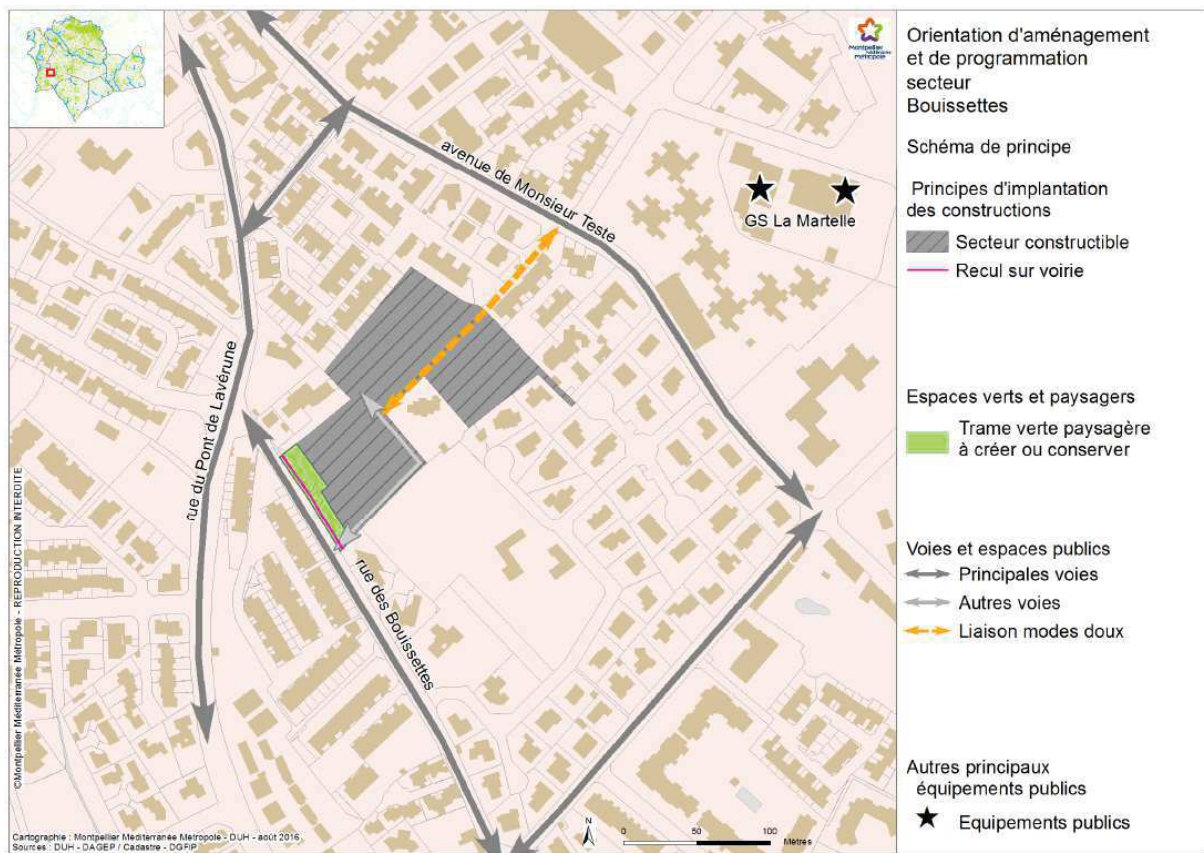 Montpellier
Méditerranée
Métropole
avenue de Monsieur Teste
GS La Martelle
rue du Pont de Lavérune
rue des Bouissettes
©Montpellier Méditerranée Métropole - REPRODUCTION INTERDITE
Cartographie : Montpellier Méditerranée Métropole - DUH - août 2016
Sources : DUH - DAGEP / Cadastre - DGFIP
N
0 50 100
Mètres
Orientation d'aménagement
et de programmation
secteur
Bouissettes
Schéma de principe
Principes d'implantation
des constructions
Secteur constructible
Recul sur voirie
Espaces verts et paysagers
Trame verte paysagère
à créer ou conserver
Voies et espaces publics
Principales voies
Autres voies
Liaison modes doux
Autres principaux
équipements publics
Equipements publics